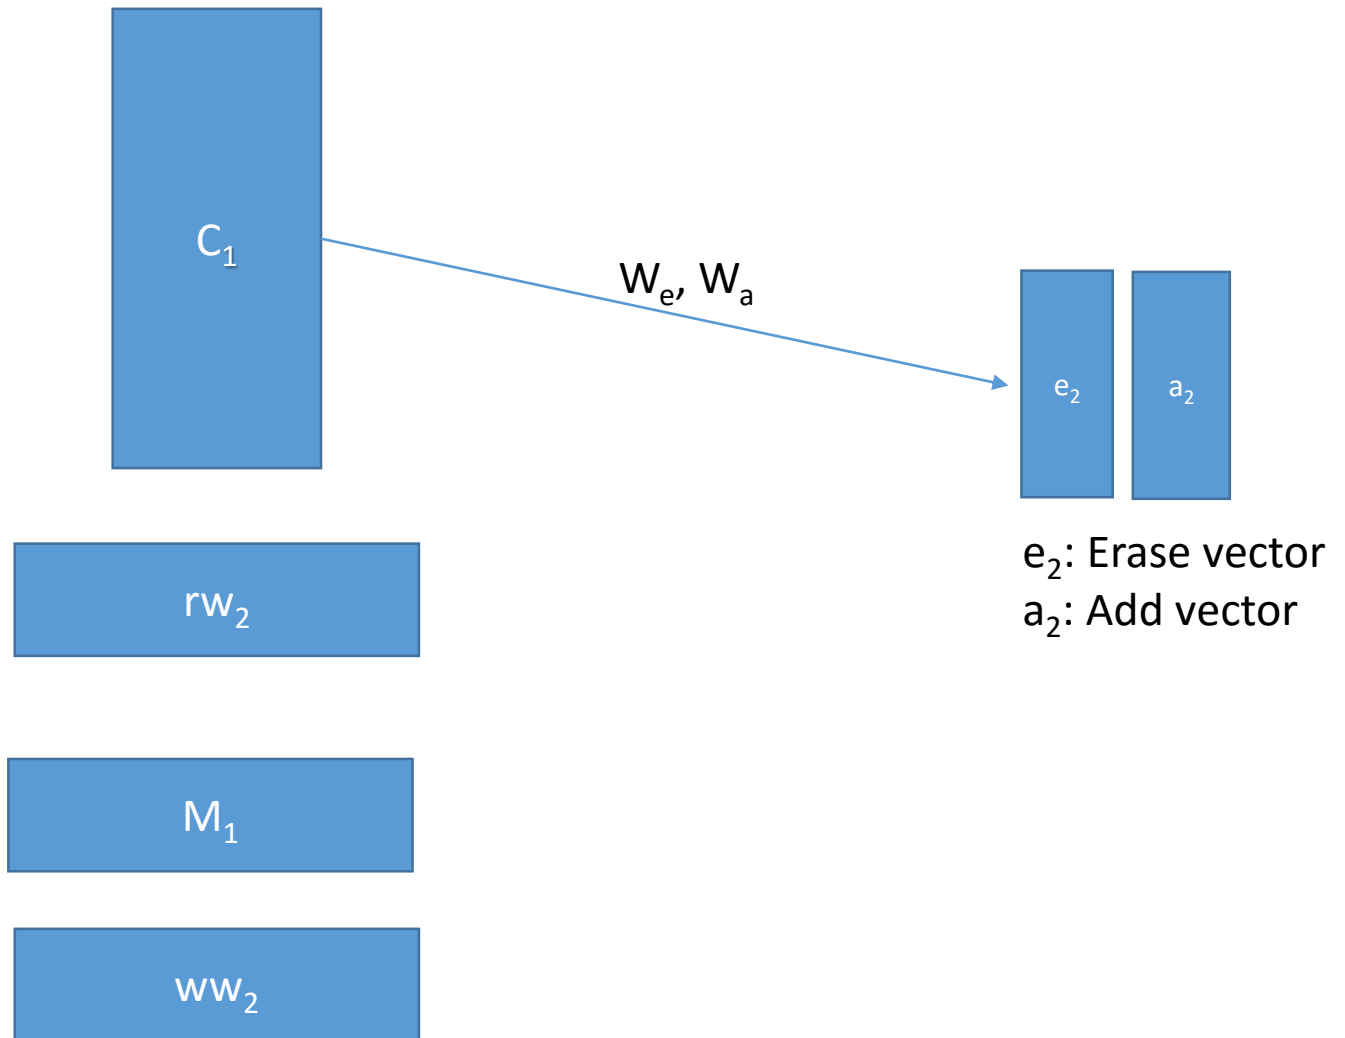 C₁
Wₑ, Wₐ
e₂
a₂
e₂: Erase vector
a₂: Add vector
rw₂
M₁
ww₂